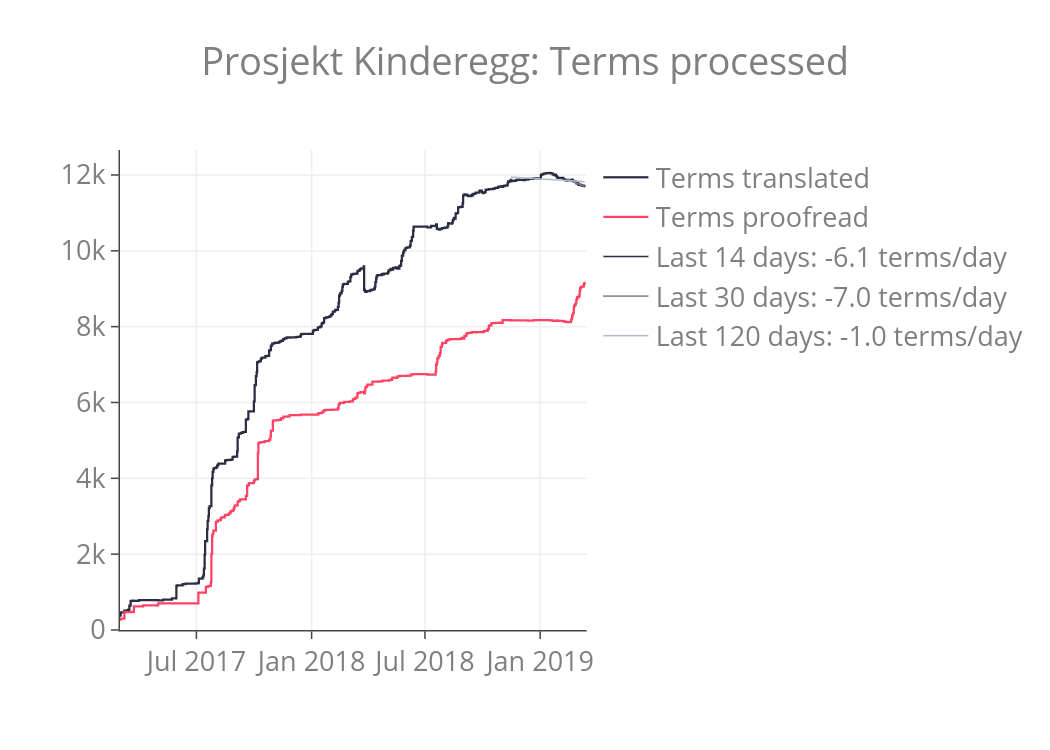 Prosjekt Kinderegg: Terms processed
12k
10k
8k
6k
4k
2k
0
Jul 2017
Jan 2018
Jul 2018
Jan 2019
Terms translated
Terms proofread
Last 14 days: -6.1 terms/day
Last 30 days: -7.0 terms/day
Last 120 days: -1.0 terms/day